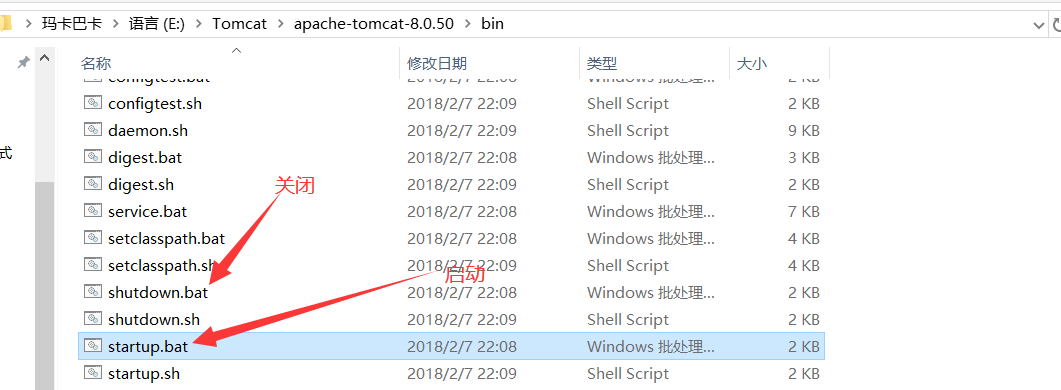 玛卡巴卡 > 语言 (E:) > Tomcat > apache-tomcat-8.0.50 > bin
名称 修改日期 类型 大小
configtest.bat 2018/2/7 22:08 Windows 批处理... 2 KB
configtest.sh 2018/2/7 22:09 Shell Script 2 KB
式
daemon.sh 2018/2/7 22:09 Shell Script 9 KB
digest.bat 2018/2/7 22:08 Windows 批处理... 3 KB
digest.sh 2018/2/7 22:09 Shell Script 2 KB
关闭
service.bat 2018/2/7 22:08 Windows 批处理... 7 KB
setclasspath.bat 2018/2/7 22:08 Windows 批处理... 4 KB
setclasspath.sh 2018/2/7 22:09 Shell Script 4 KB
启动
shutdown.bat 2018/2/7 22:08 Windows 批处理... 2 KB
shutdown.sh 2018/2/7 22:09 Shell Script 2 KB
startup.bat 2018/2/7 22:08 Windows 批处理... 2 KB
startup.sh 2018/2/7 22:09 Shell Script 2 KB